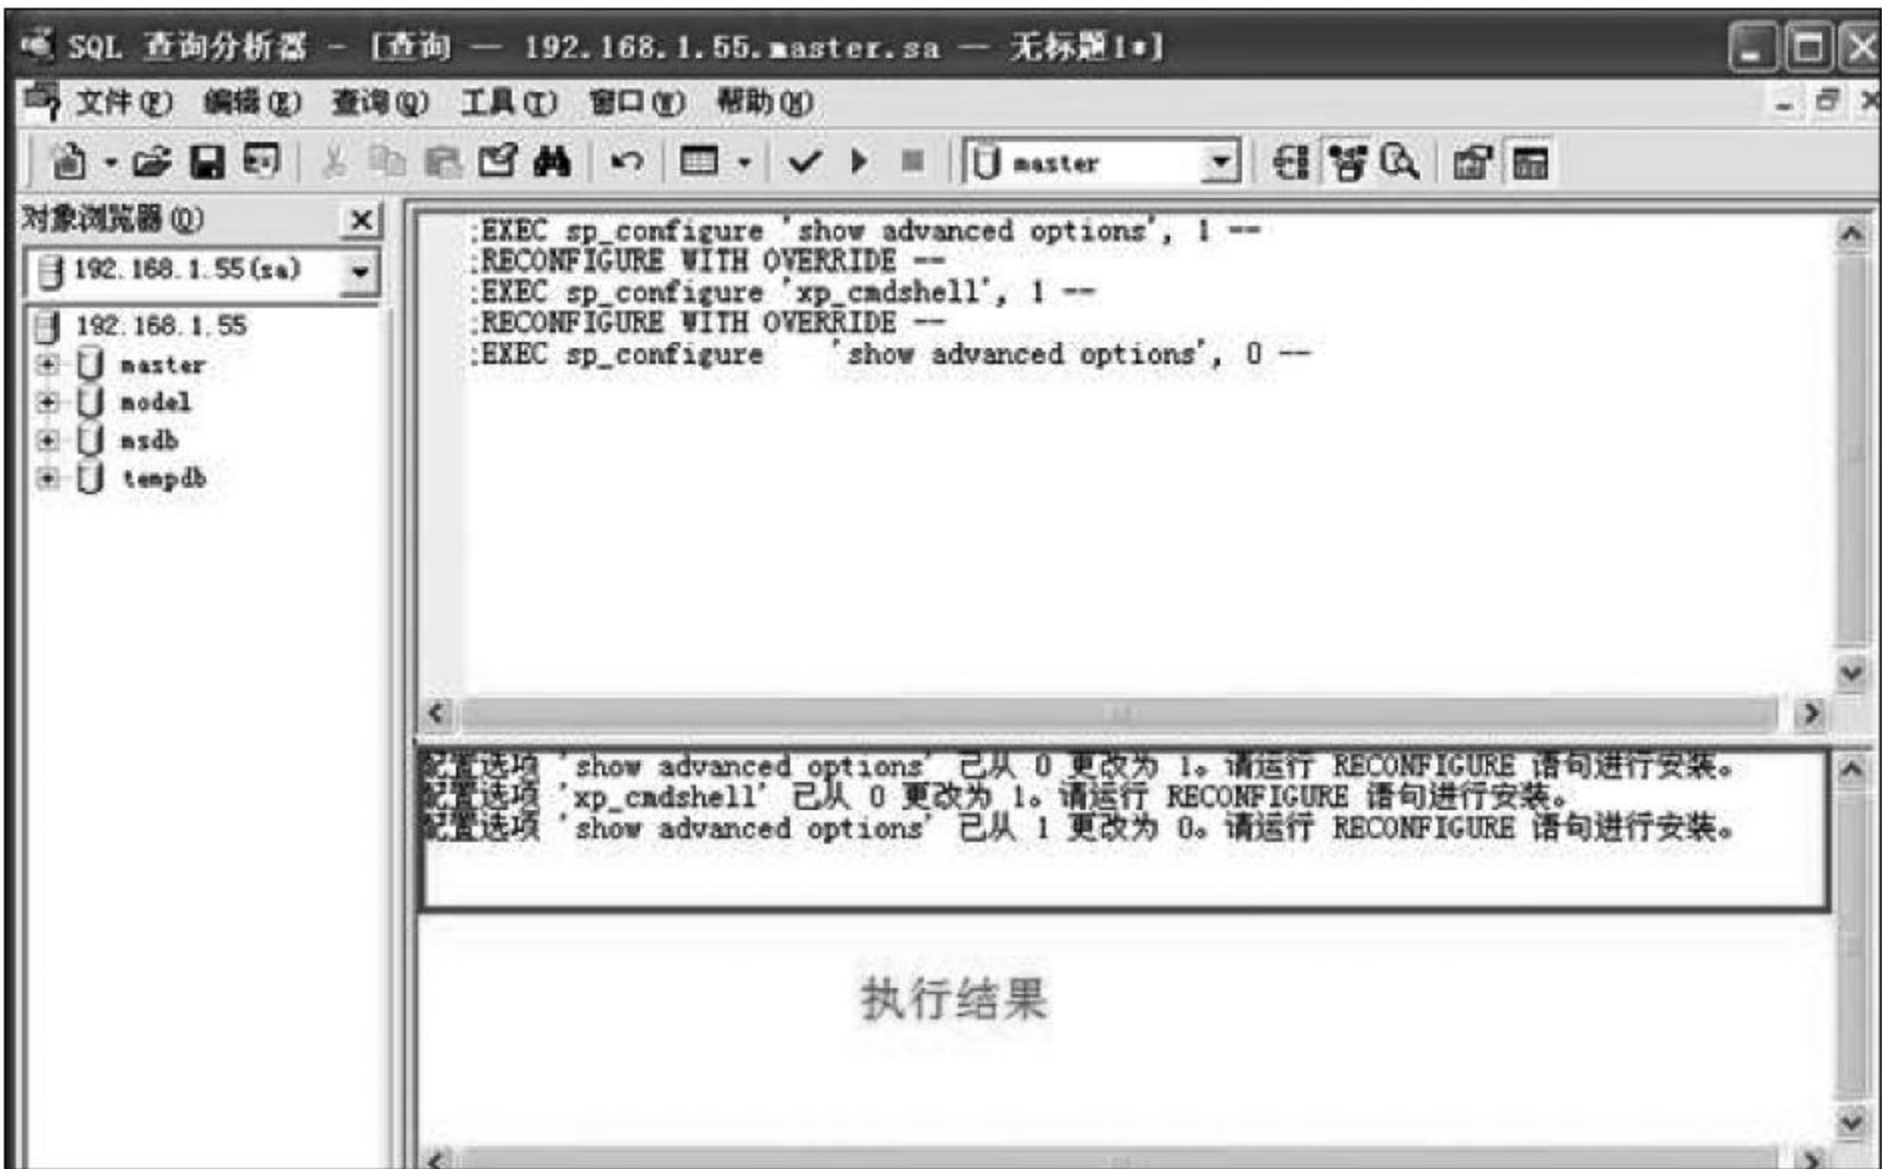 SQL 查询分析器 - [查询 — 192.168.1.55.master.sa — 无标题1*]
文件(F) 编辑(E) 查询(Q) 工具(T) 窗口(W) 帮助(H)
master
对象浏览器(O)
192.168.1.55(sa)
192.168.1.55
master
model
msdb
tempdb
;EXEC sp_configure 'show advanced options', 1 --
;RECONFIGURE WITH OVERRIDE --
;EXEC sp_configure 'xp_cmdshell', 1 --
;RECONFIGURE WITH OVERRIDE --
;EXEC sp_configure 'show advanced options', 0 --
配置选项 'show advanced options' 已从 0 更改为 1。请运行 RECONFIGURE 语句进行安装。
配置选项 'xp_cmdshell' 已从 0 更改为 1。请运行 RECONFIGURE 语句进行安装。
配置选项 'show advanced options' 已从 1 更改为 0。请运行 RECONFIGURE 语句进行安装。
执行结果